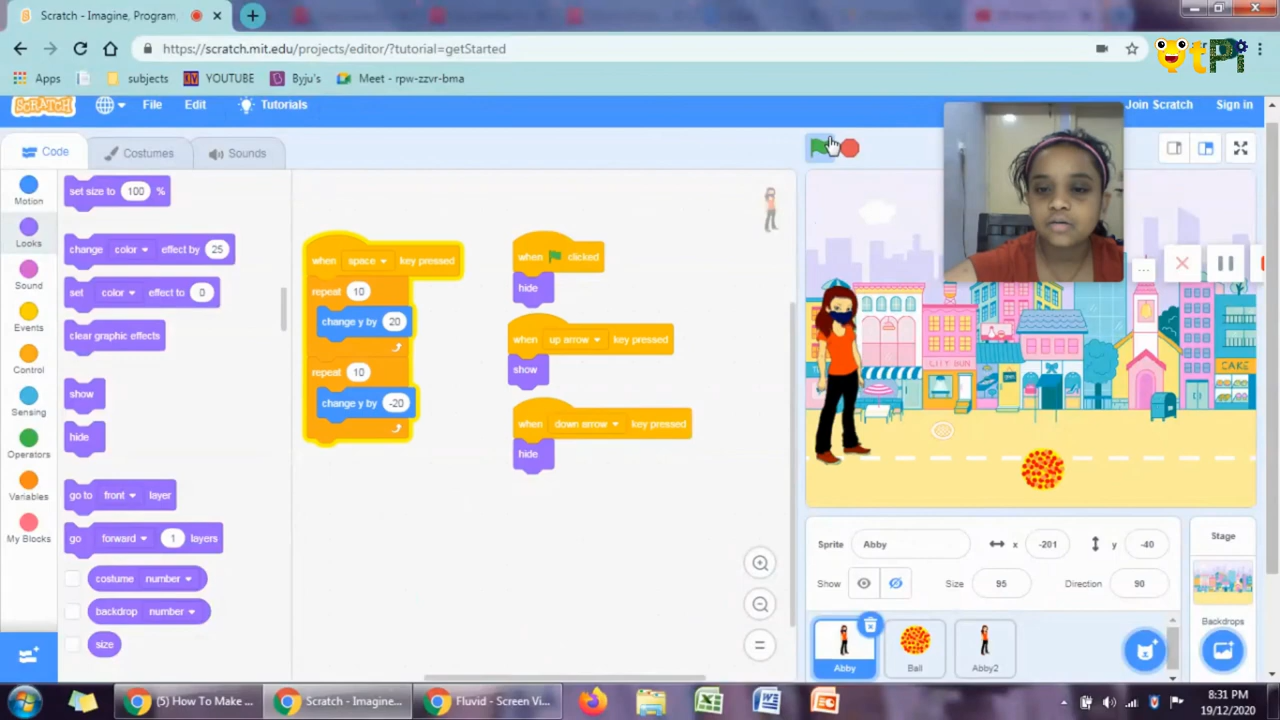 Scratch - Imagine, Program,
https://scratch.mit.edu/projects/editor/?tutorial=getStarted
Apps
subjects
YOUTUBE
Byju's
Meet - rpw-zzvr-bma
SCRATCH
File
Edit
Tutorials
Join Scratch
Sign in
Code
Costumes
Sounds
Motion
Looks
Sound
Events
Control
Sensing
Operators
Variables
My Blocks
set size to 100 %
change color effect by 25
set color effect to 0
clear graphic effects
show
hide
go to front layer
go forward 1 layers
costume number
backdrop number
size
when space key pressed
repeat 10
change y by 20
repeat 10
change y by -20
when clicked
hide
when up arrow key pressed
show
when down arrow key pressed
hide
CITY GYM
CAKE
Sprite Abby x -201 y -40
Show Size 95 Direction 90
Abby
Ball
Abby2
Stage
Backdrops
(5) How To Make ...
Scratch - Imagine...
Fluvid - Screen Vi...
8:31 PM
19/12/2020